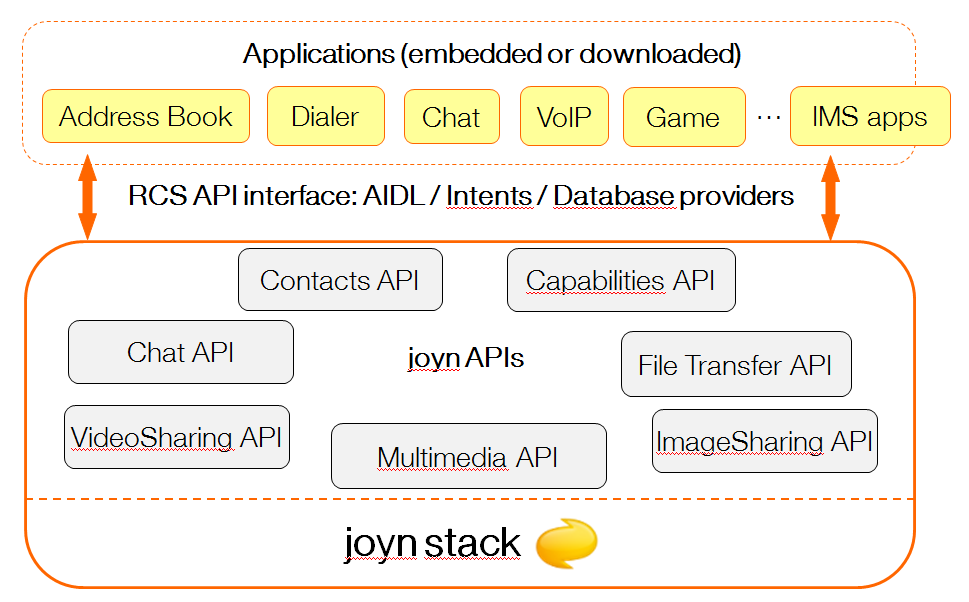 Applications (embedded or downloaded)
Address Book
Dialer
Chat
VoIP
Game
...
IMS apps
RCS API interface: AIDL / Intents / Database providers
Contacts API
Capabilities API
Chat API
joyn APIs
File Transfer API
VideoSharing API
Multimedia API
ImageSharing API
joyn stack